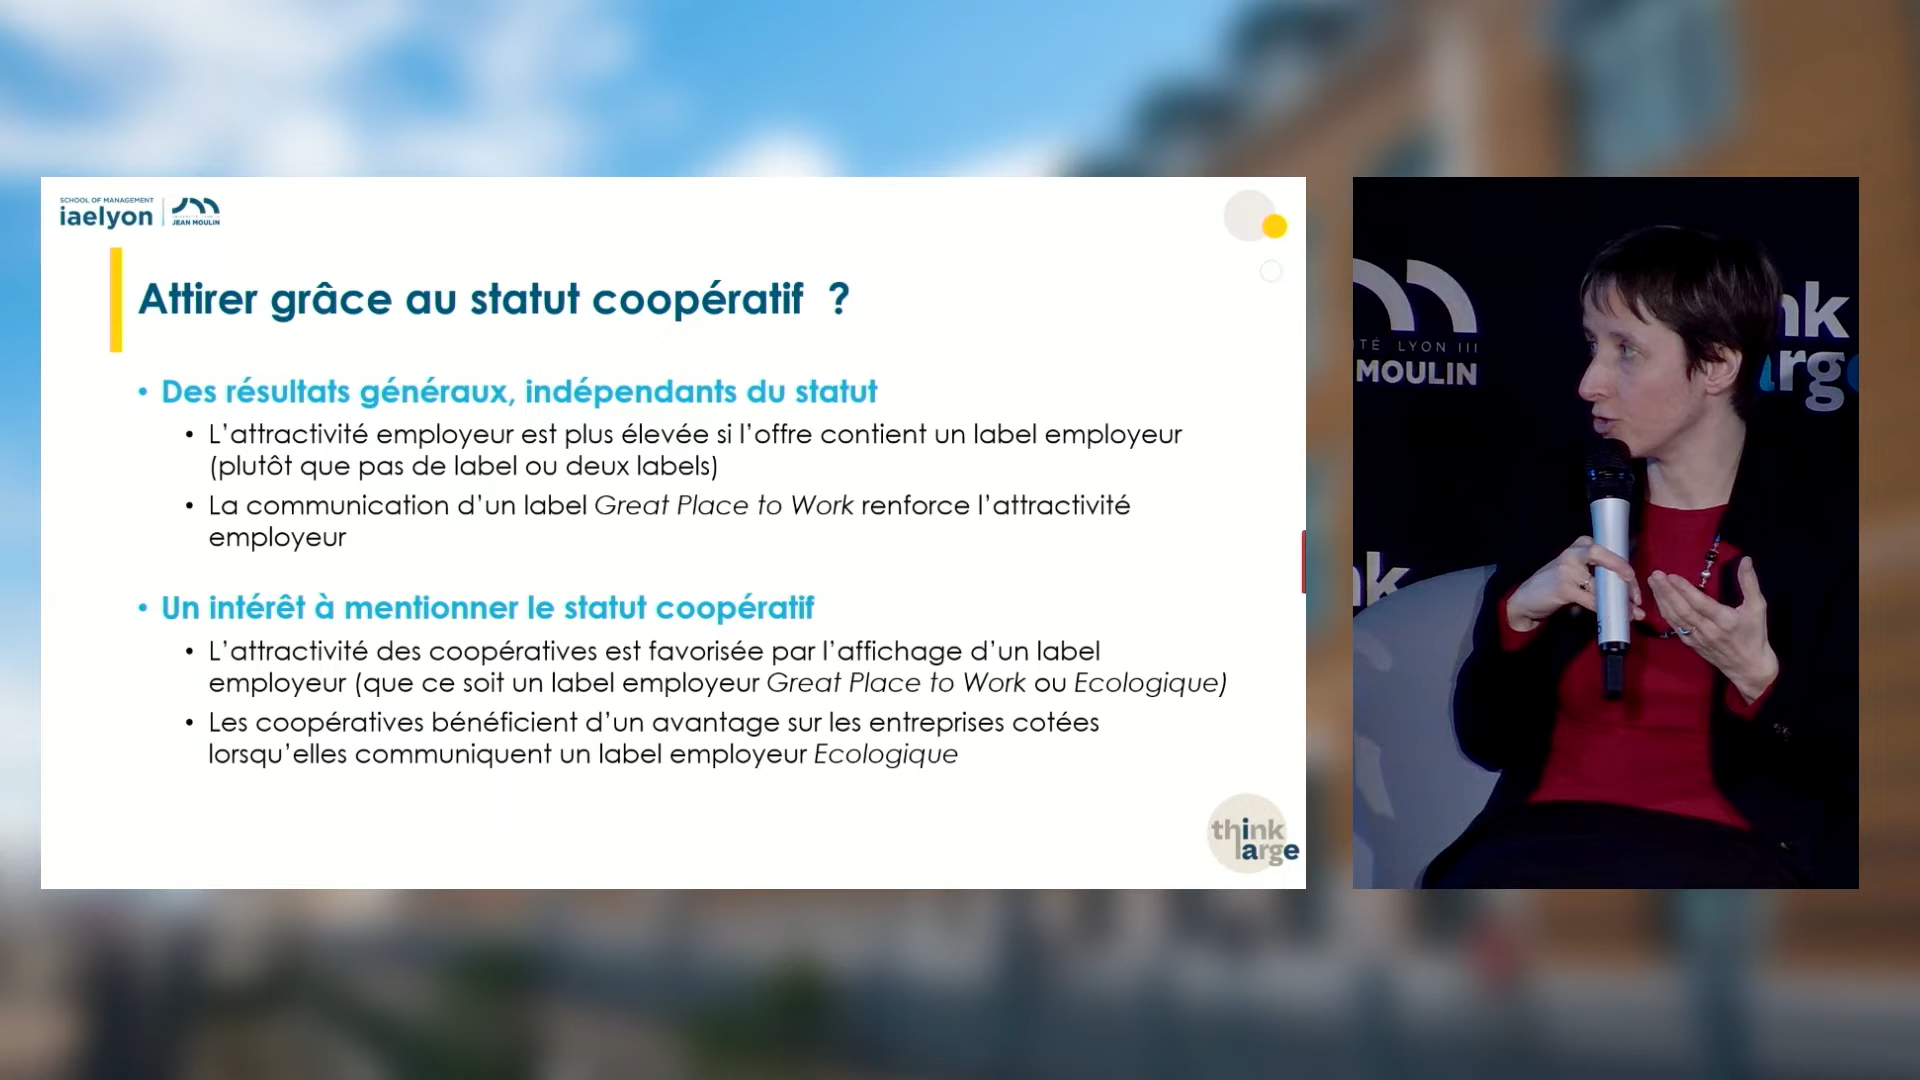 SCHOOL OF MANAGEMENT
iaelyon
JEAN MOULIN
Attirer grâce au statut coopératif ?
• Des résultats généraux, indépendants du statut
• L'attractivité employeur est plus élevée si l'offre contient un label employeur
(plutôt que pas de label ou deux labels)
• La communication d'un label Great Place to Work renforce l'attractivité
employeur
• Un intérêt à mentionner le statut coopératif
• L'attractivité des coopératives est favorisée par l'affichage d'un label
employeur (que ce soit un label employeur Great Place to Work ou Ecologique)
• Les coopératives bénéficient d'un avantage sur les entreprises cotées
lorsqu'elles communiquent un label employeur Ecologique
think
large
TÉ LYON III
MOULIN
nk
arge
nk